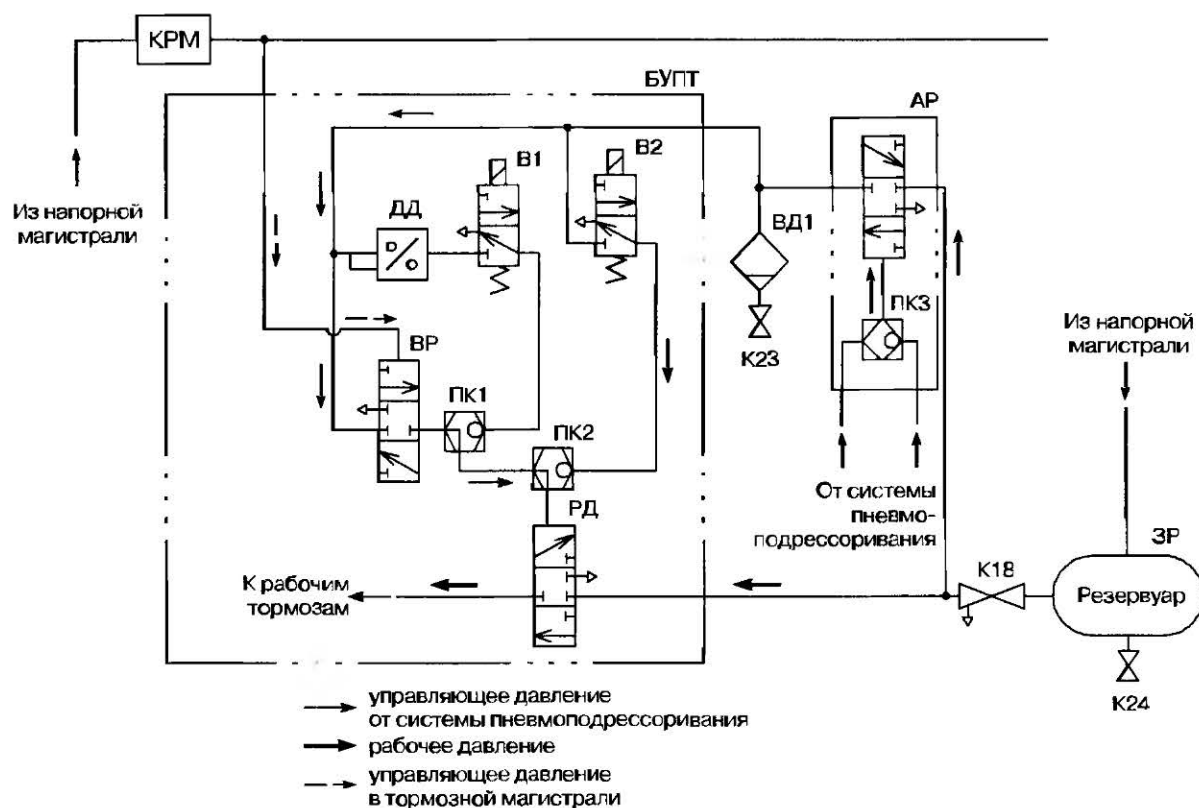 КРМ
БУПТ
АР
В1
В2
Из напорной
магистрали
ДД
ВД1
ПК3
Из напорной
магистрали
К23
ВР
ПК1
ПК2
От системы
пневмо-
подрессоривания
РД
ЗР
К18
К рабочим
тормозам
Резервуар
К24
управляющее давление
от системы пневмоподрессоривания
рабочее давление
управляющее давление
в тормозной магистрали